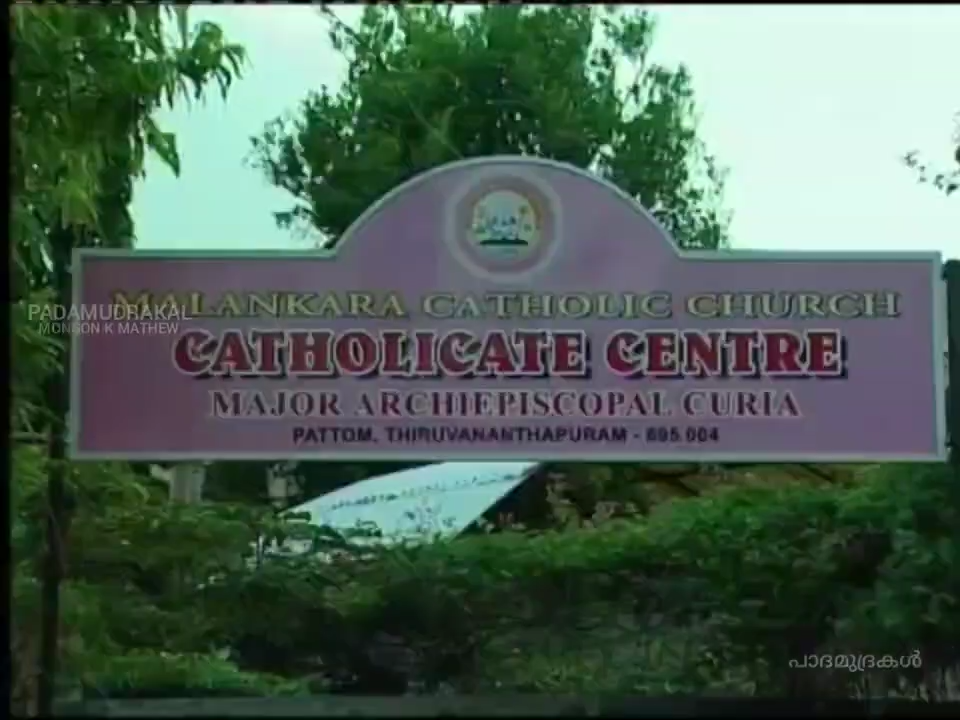 MALANKARA CATHOLIC CHURCH
CATHOLICATE CENTRE
MAJOR ARCHIEPISCOPAL CURIA
PATTOM, THIRUVANANTHAPURAM - 695 004
PADAMUDRAKAL
MONSON K MATHEW
പാദമുദ്രകൾ